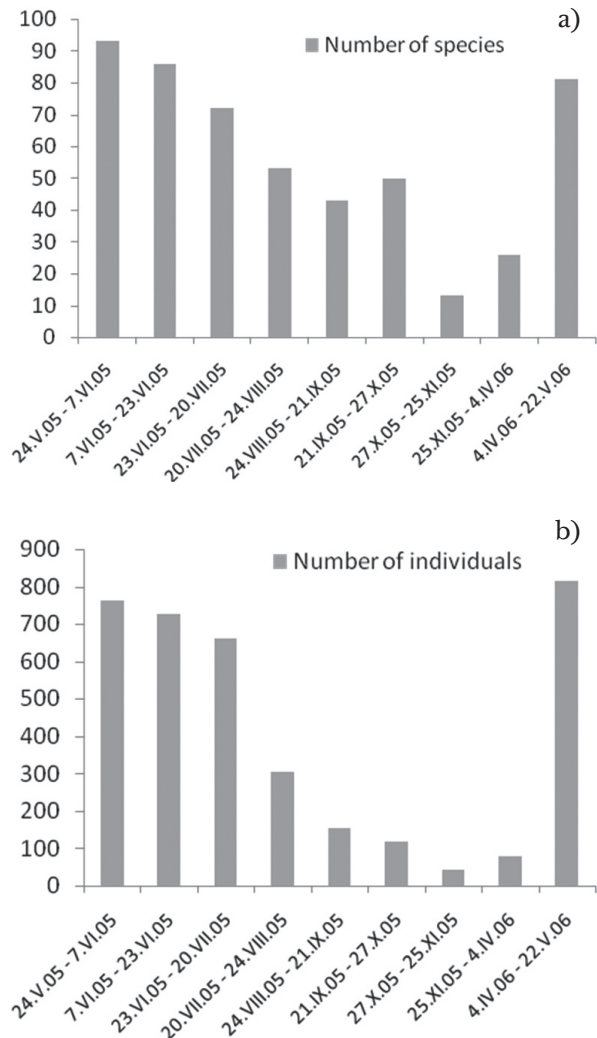 a)
Number of species
100
90
80
70
60
50
40
30
20
10
0
24.V.05 - 7.VI.05
7.VI.05 - 23.VI.05
23.VI.05 - 20.VII.05
20.VII.05 - 24.VIII.05
24.VIII.05 - 21.IX.05
21.IX.05 - 27.X.05
27.X.05 - 25.XI.05
25.XI.05 - 4.IV.06
4.IV.06 - 22.V.06
b)
Number of individuals
900
800
700
600
500
400
300
200
100
0
24.V.05 - 7.VI.05
7.VI.05 - 23.VI.05
23.VI.05 - 20.VII.05
20.VII.05 - 24.VIII.05
24.VIII.05 - 21.IX.05
21.IX.05 - 27.X.05
27.X.05 - 25.XI.05
25.XI.05 - 4.IV.06
4.IV.06 - 22.V.06